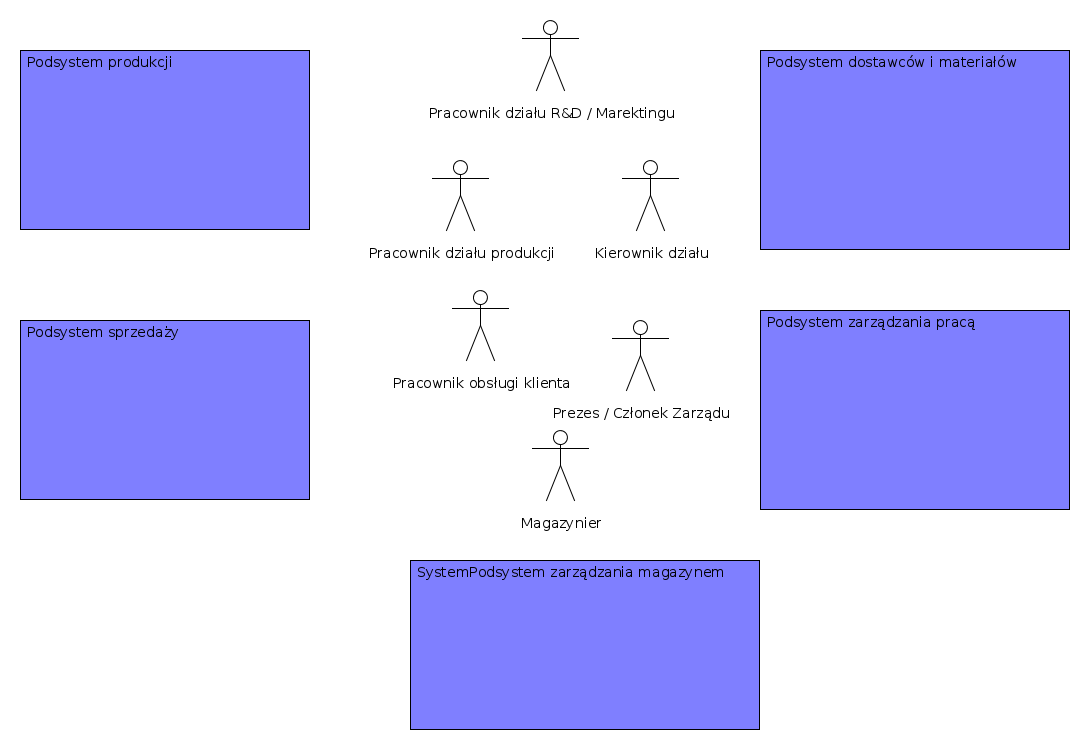 Podsystem produkcji
Pracownik działu R&D / Marektingu
Podsystem dostawców i materiałów
Pracownik działu produkcji
Kierownik działu
Podsystem sprzedaży
Pracownik obsługi klienta
Podsystem zarządzania pracą
Prezes / Członek Zarządu
Magazynier
SystemPodsystem zarządzania magazynem